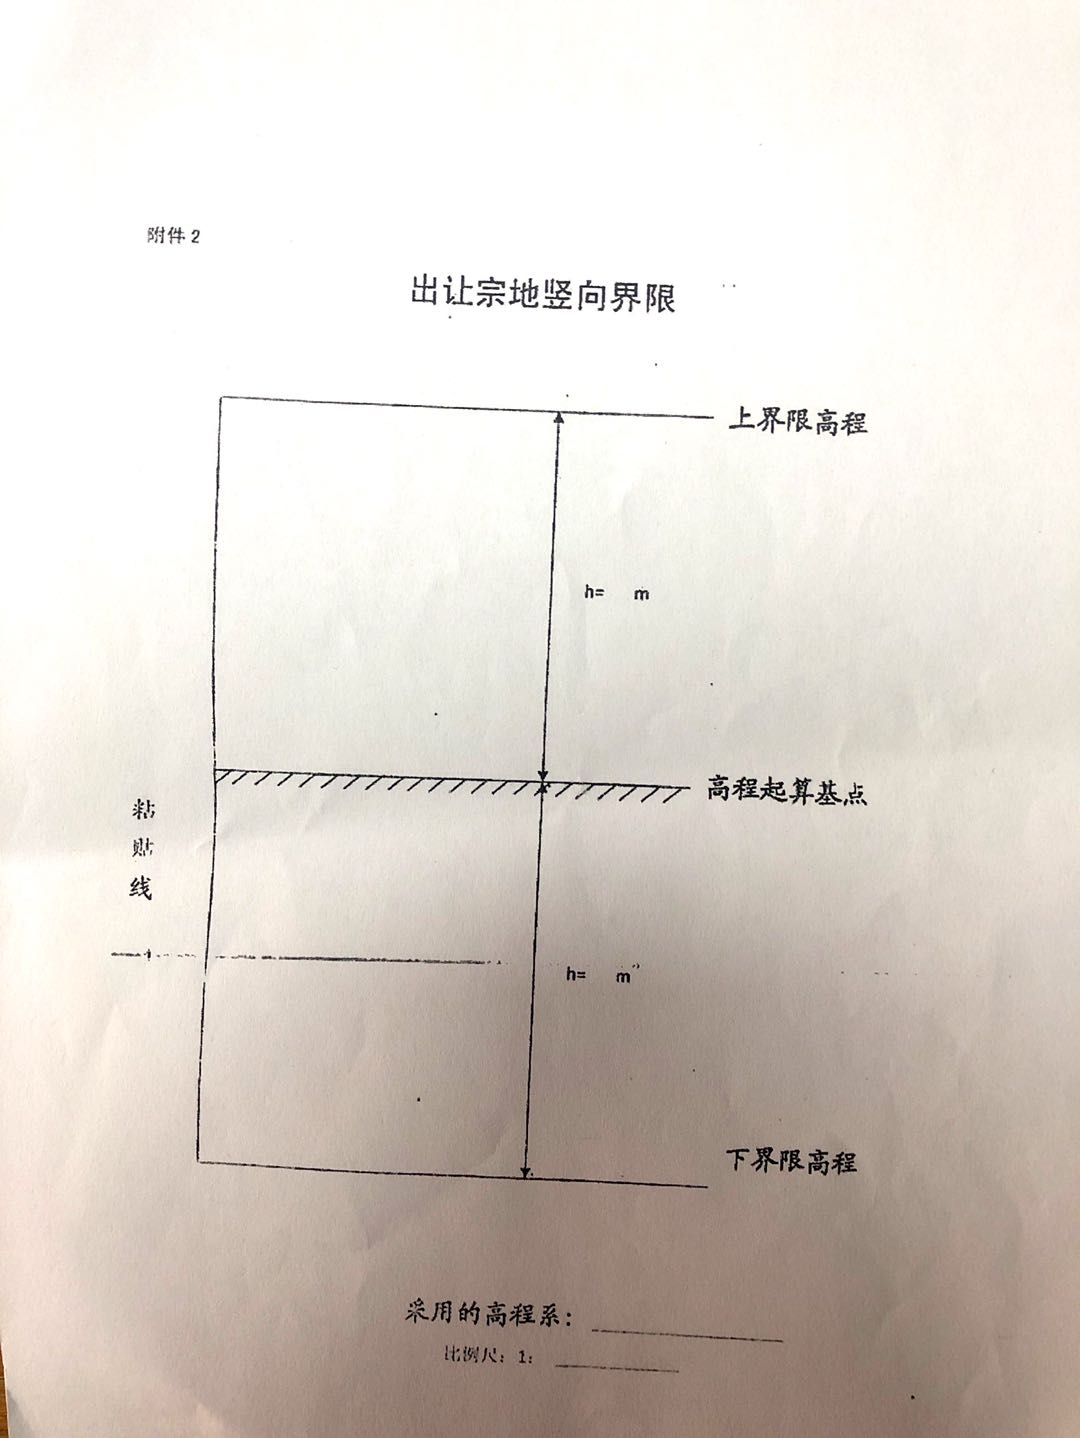 附件 2
出让宗地竖向界限
上界限高程
h= m
高程起算基点
粘
贴
线
h= m
下界限高程
采用的高程系：
比例尺：1：